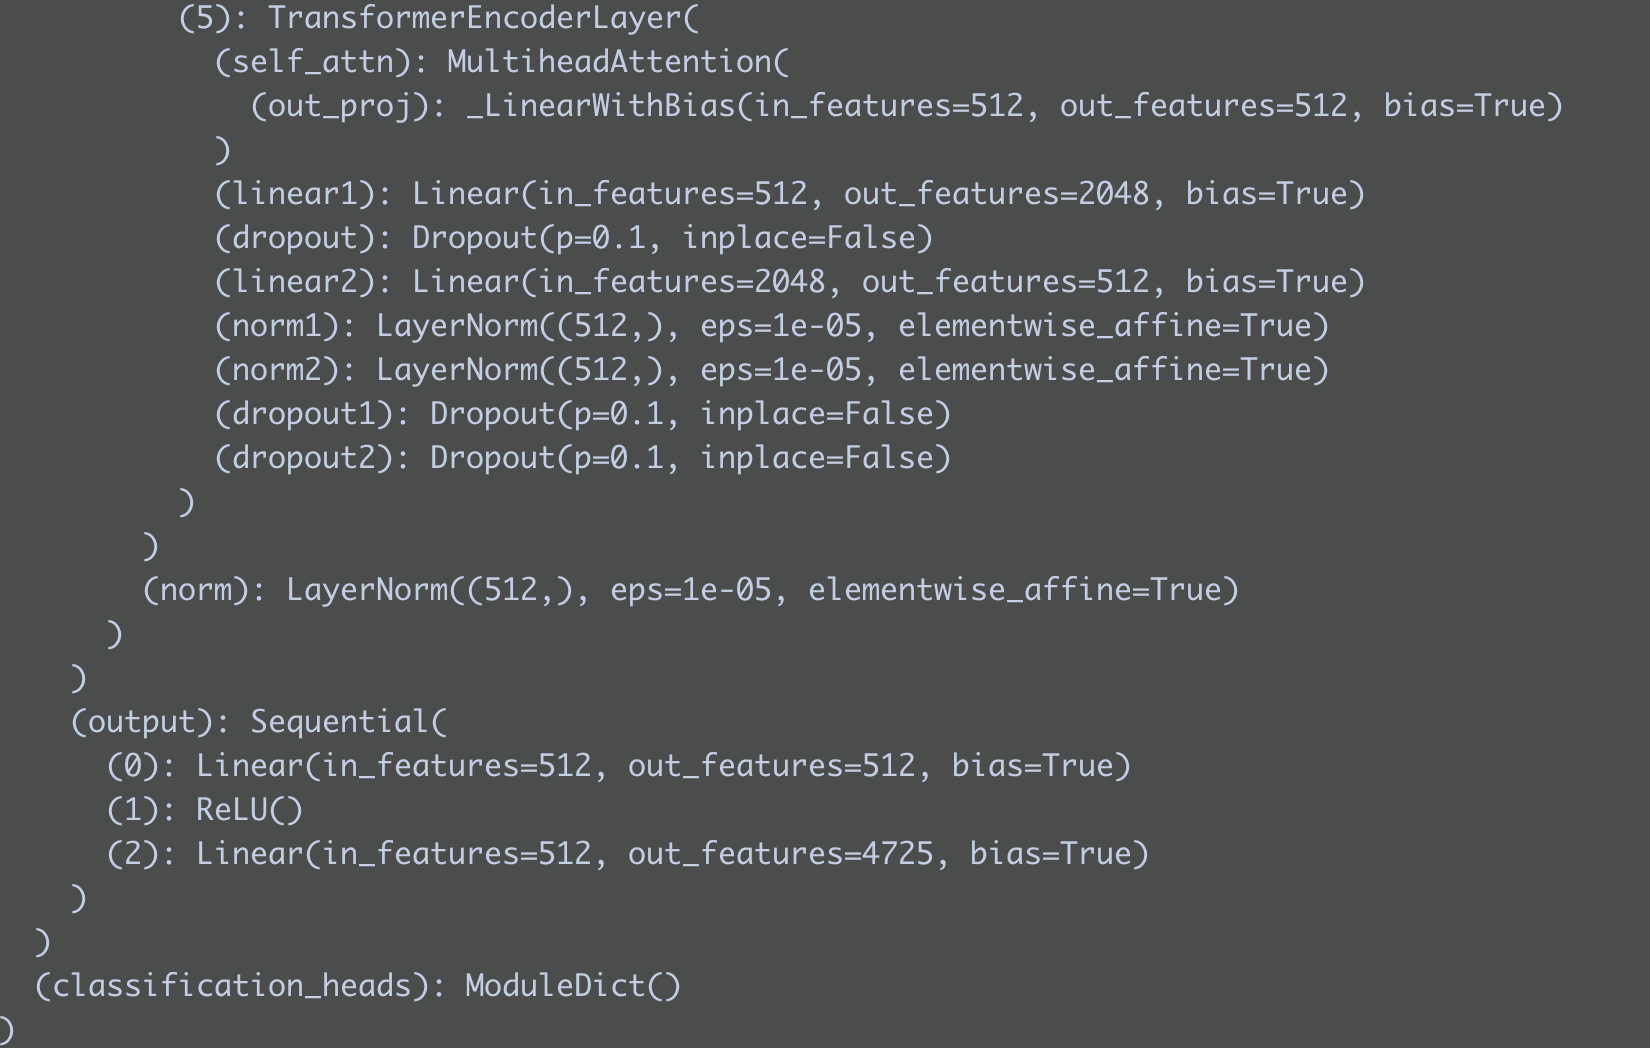 (5): TransformerEncoderLayer(
(self_attn): MultiheadAttention(
(out_proj): _LinearWithBias(in_features=512, out_features=512, bias=True)
)
(linear1): Linear(in_features=512, out_features=2048, bias=True)
(dropout): Dropout(p=0.1, inplace=False)
(linear2): Linear(in_features=2048, out_features=512, bias=True)
(norm1): LayerNorm((512,), eps=1e-05, elementwise_affine=True)
(norm2): LayerNorm((512,), eps=1e-05, elementwise_affine=True)
(dropout1): Dropout(p=0.1, inplace=False)
(dropout2): Dropout(p=0.1, inplace=False)
)
)
(norm): LayerNorm((512,), eps=1e-05, elementwise_affine=True)
)
)
(output): Sequential(
(0): Linear(in_features=512, out_features=512, bias=True)
(1): ReLU()
(2): Linear(in_features=512, out_features=4725, bias=True)
)
)
(classification_heads): ModuleDict()
)